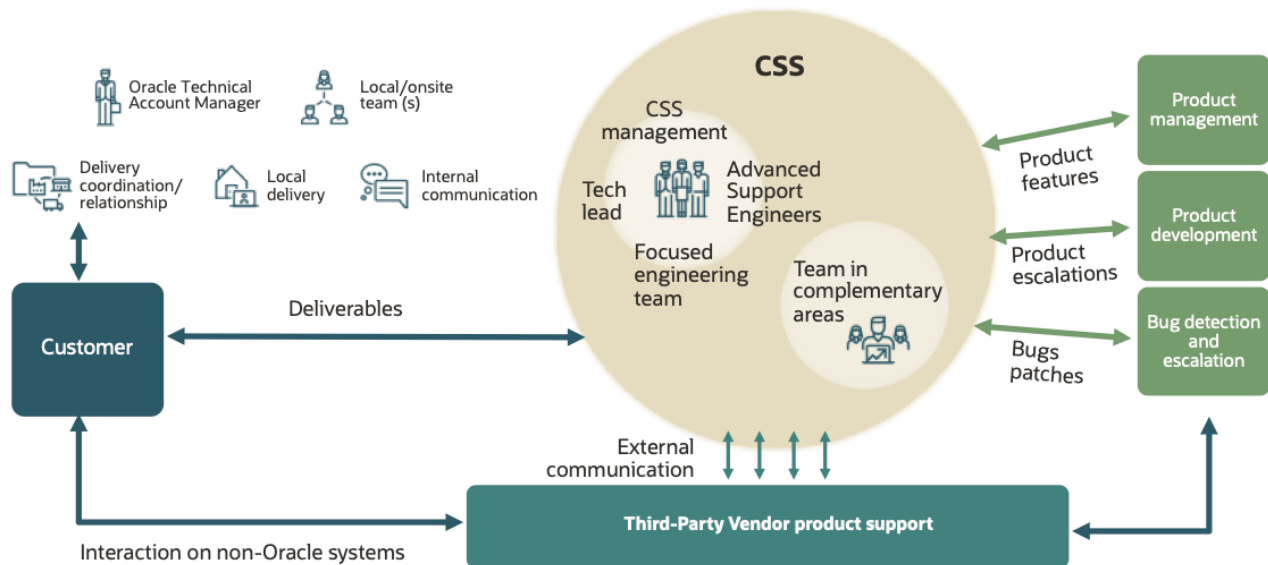 CSS
Oracle Technical
Account Manager
Local/onsite
team (s)
Delivery
coordination/
relationship
Local
delivery
Internal
communication
CSS
management
Tech
lead
Advanced
Support
Engineers
Focused
engineering
team
Team in
complementary
areas
Product
management
Product
features
Product
development
Product
escalations
Bug detection
and
escalation
Bugs
patches
Customer
Deliverables
External
communication
Third-Party Vendor product support
Interaction on non-Oracle systems